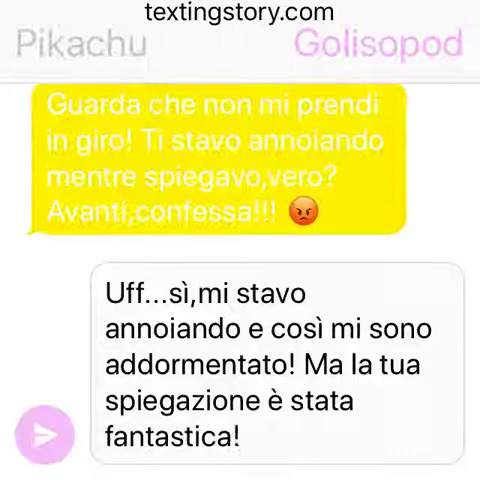 textingstory.com
Pikachu Golisopod
Guarda che non mi prendi
in giro! Ti stavo annoiando
mentre spiegavo,vero?
Avanti,confessa!!! 😡
Uff...sì,mi stavo
annoiando e così mi sono
addormentato! Ma la tua
spiegazione è stata
fantastica!